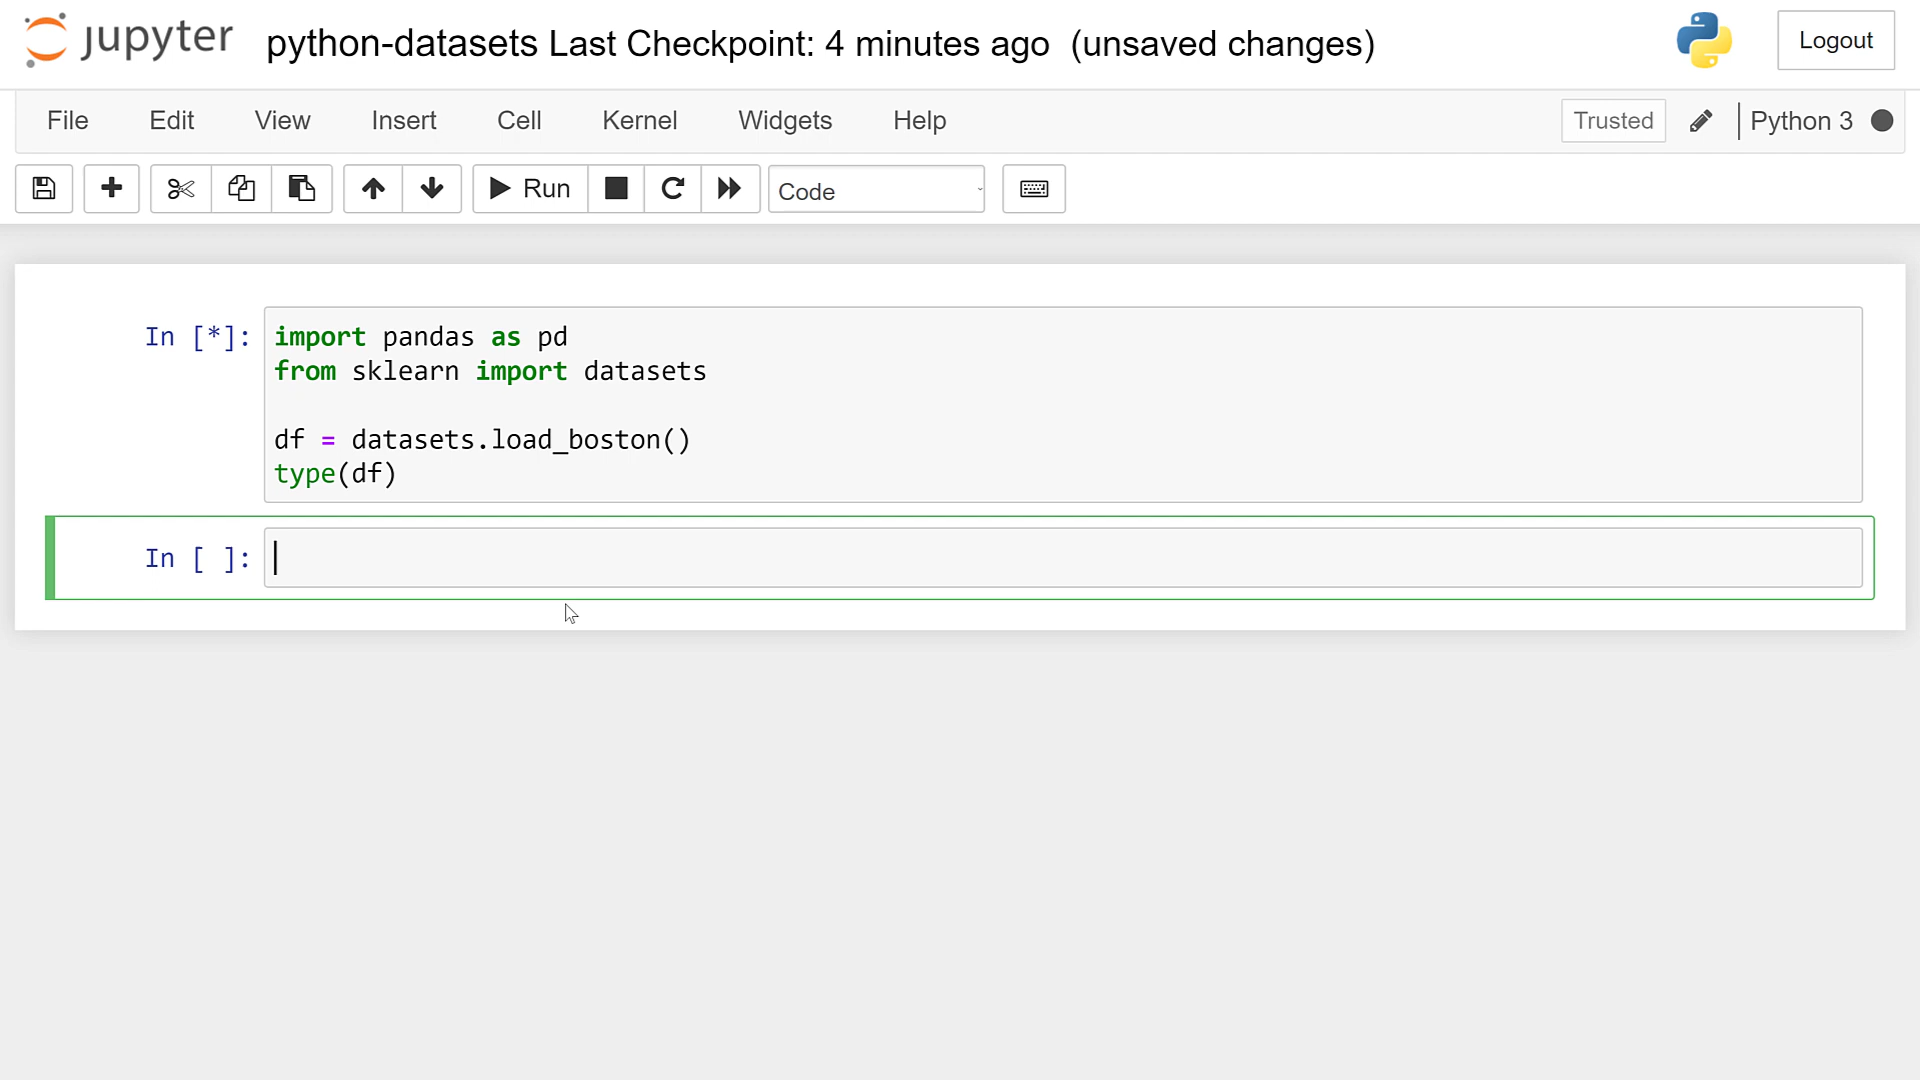 jupyter python-datasets Last Checkpoint: 4 minutes ago (unsaved changes) Logout
File Edit View Insert Cell Kernel Widgets Help Trusted Python 3
Run Code
In [*]: import pandas as pd
from sklearn import datasets
df = datasets.load_boston()
type(df)
In [ ]: